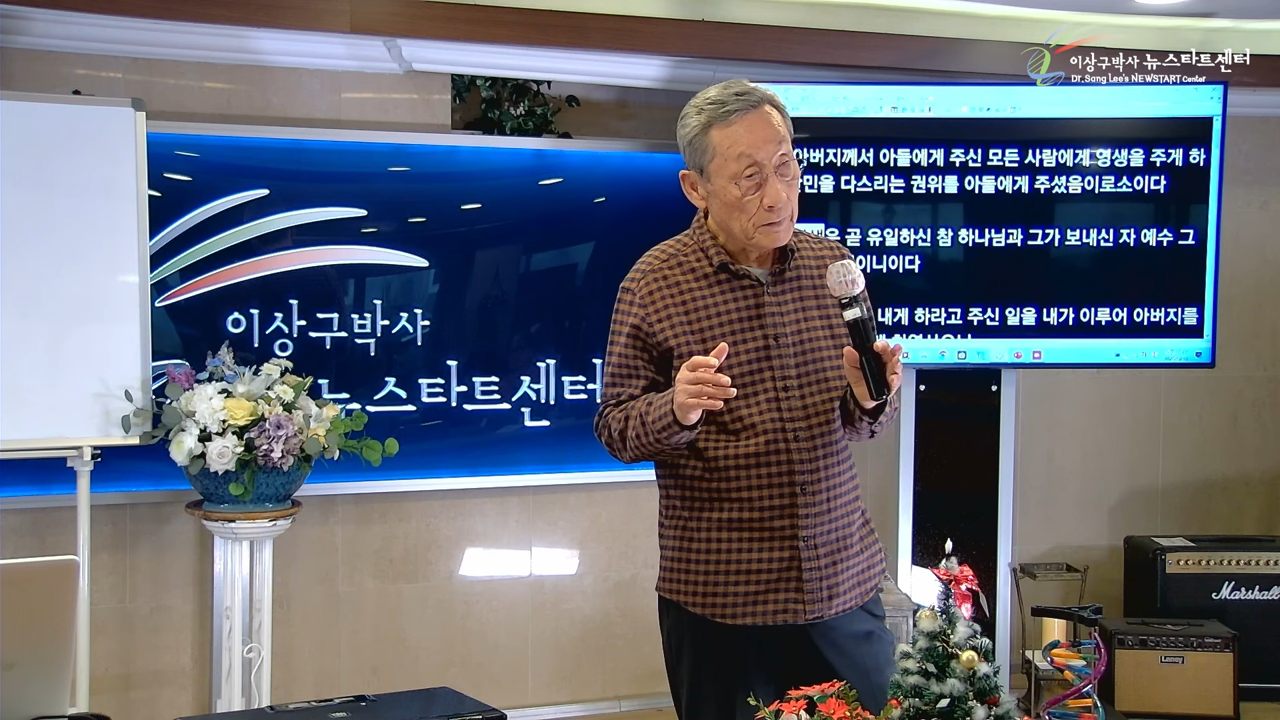 이상구박사 뉴스타트센터
Dr. Sang Lee's NEWSTART Center
아버지께서 아들에게 주신 모든 사람에게 영생을 주게 하
다스리는 권위를 아들에게 주셨음이로소이다
곧 유일하신 참 하나님과 그가 보내신 자 예수 그
이니이다
내게 하라고 주신 일을 내가 이루어 아버지를
이상구박사
뉴스타트센터
Marshall
Laney